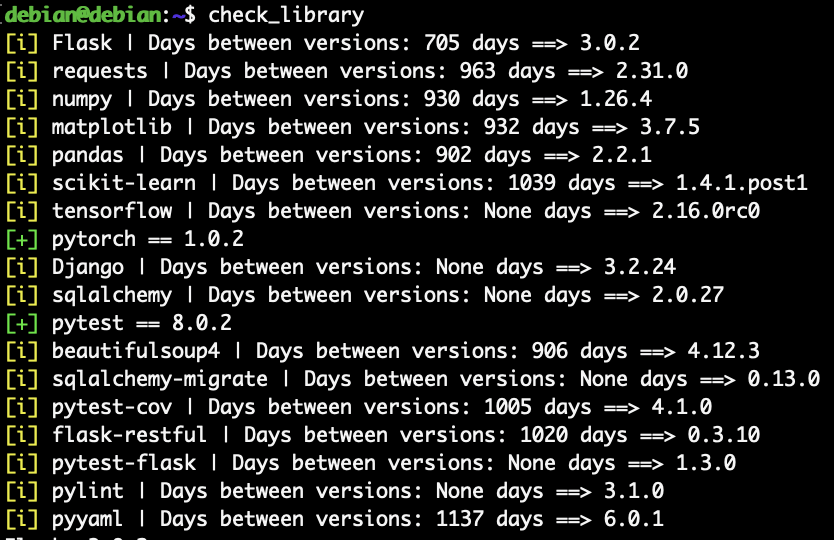 debian@debian:~$ check_library
[i] Flask | Days between versions: 705 days ==> 3.0.2
[i] requests | Days between versions: 963 days ==> 2.31.0
[i] numpy | Days between versions: 930 days ==> 1.26.4
[i] matplotlib | Days between versions: 932 days ==> 3.7.5
[i] pandas | Days between versions: 902 days ==> 2.2.1
[i] scikit-learn | Days between versions: 1039 days ==> 1.4.1.post1
[i] tensorflow | Days between versions: None days ==> 2.16.0rc0
[+] pytorch == 1.0.2
[i] Django | Days between versions: None days ==> 3.2.24
[i] sqlalchemy | Days between versions: None days ==> 2.0.27
[+] pytest == 8.0.2
[i] beautifulsoup4 | Days between versions: 906 days ==> 4.12.3
[i] sqlalchemy-migrate | Days between versions: None days ==> 0.13.0
[i] pytest-cov | Days between versions: 1005 days ==> 4.1.0
[i] flask-restful | Days between versions: 1020 days ==> 0.3.10
[i] pytest-flask | Days between versions: None days ==> 1.3.0
[i] pylint | Days between versions: None days ==> 3.1.0
[i] pyyaml | Days between versions: 1137 days ==> 6.0.1